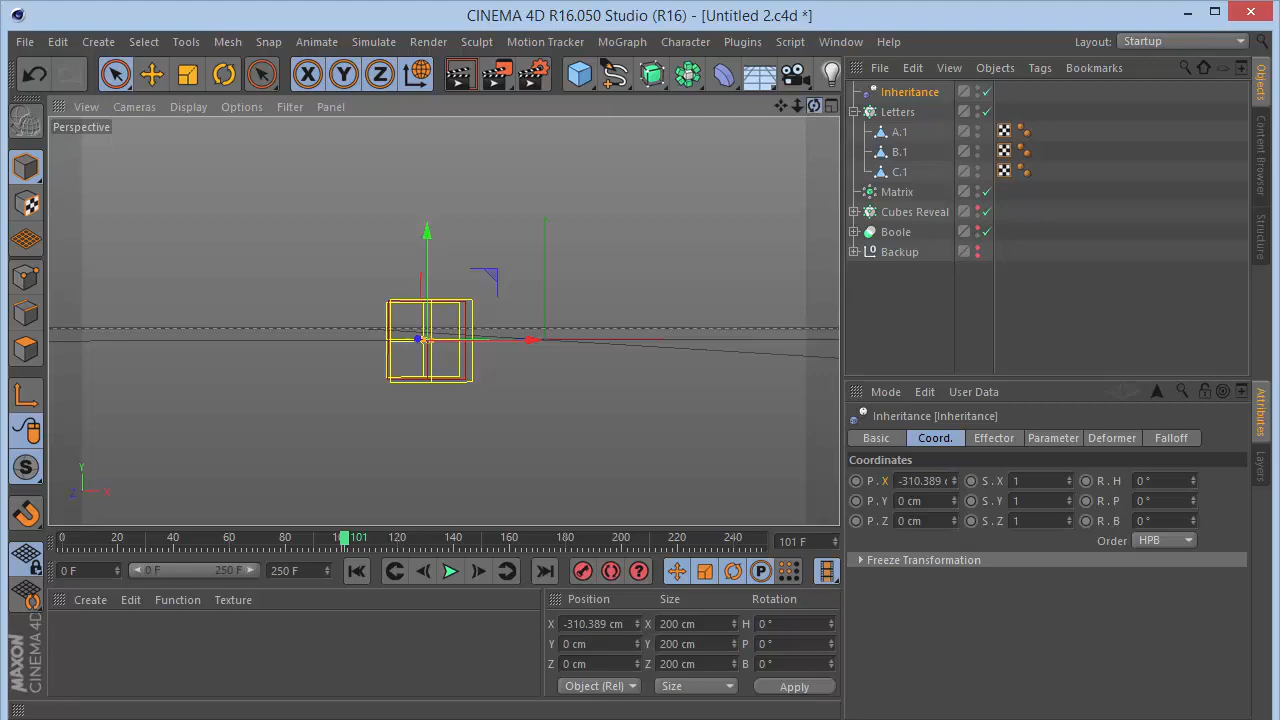 CINEMA 4D R16.050 Studio (R16) - [Untitled 2.c4d *]
File Edit Create Select Tools Mesh Snap Animate Simulate Render Sculpt Motion Tracker MoGraph Character Plugins Script Window Help
Layout: Startup
X Y Z
File Edit View Objects Tags Bookmarks
View Cameras Display Options Filter Panel
Perspective
Inheritance
Letters
A.1
B.1
C.1
Matrix
Cubes Reveal
Boole
Backup
Objects
Content Browser
Structure
Mode Edit User Data
Inheritance [Inheritance]
Basic Coord. Effector Parameter Deformer Falloff
Coordinates
P . X -310.389 c S . X 1 R . H 0 °
P . Y 0 cm S . Y 1 R . P 0 °
P . Z 0 cm S . Z 1 R . B 0 °
Order HPB
Freeze Transformation
Attributes
Layers
Y
Z X
0 20 40 60 80 101 120 140 160 180 200 220 240 101 F
0 F 0 F 250 F 250 F
Create Edit Function Texture
Position Size Rotation
X -310.389 cm X 200 cm H 0 °
Y 0 cm Y 200 cm P 0 °
Z 0 cm Z 200 cm B 0 °
Object (Rel) Size Apply
MAXON
CINEMA 4D